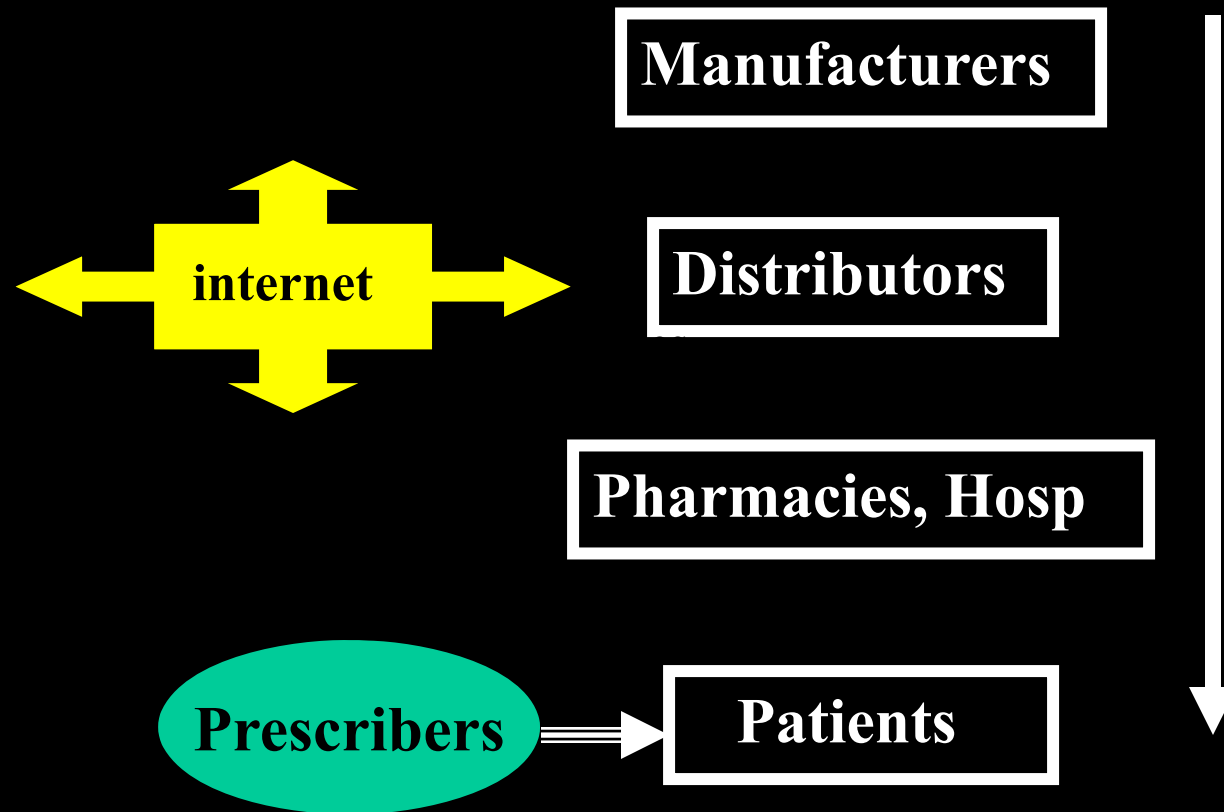 Manufacturers
internet
Distributors
Pharmacies, Hosp
Prescribers
Patients